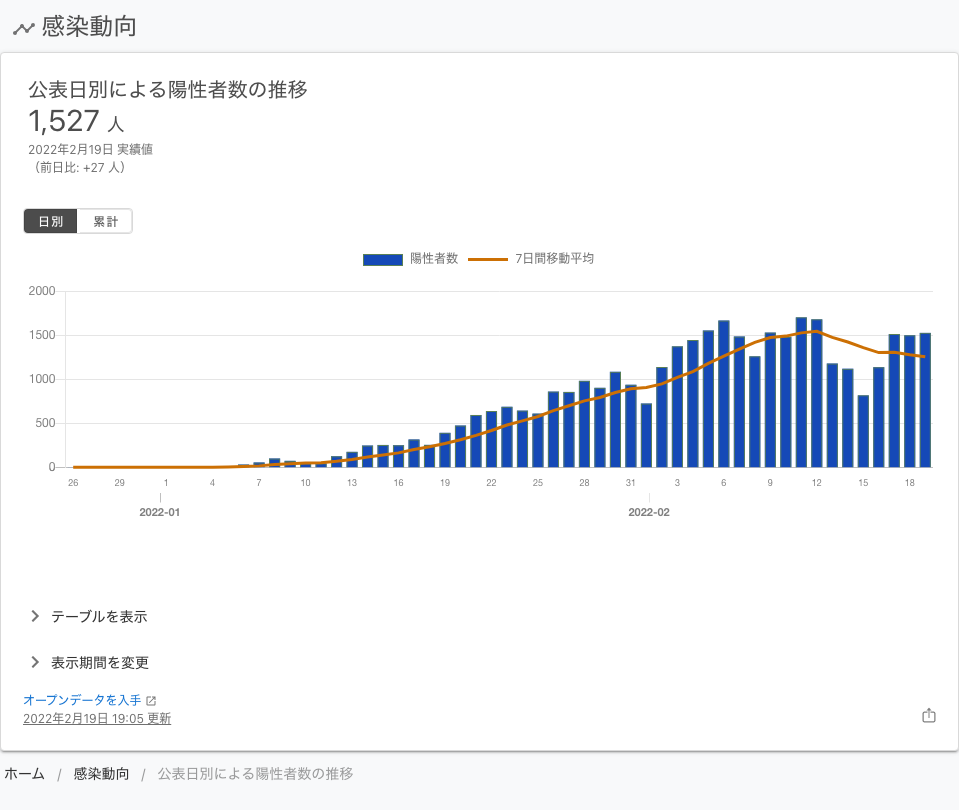 感染動向
公表日別による陽性者数の推移
1,527 人
2022年2月19日 実績値
（前日比: +27 人）
日別 累計
陽性者数 7日間移動平均
2000
1500
1000
500
0
26 29 1 4 7 10 13 16 19 22 25 28 31 3 6 9 12 15 18
2022-01 2022-02
テーブルを表示
表示期間を変更
オープンデータを入手
2022年2月19日 19:05 更新
ホーム / 感染動向 / 公表日別による陽性者数の推移